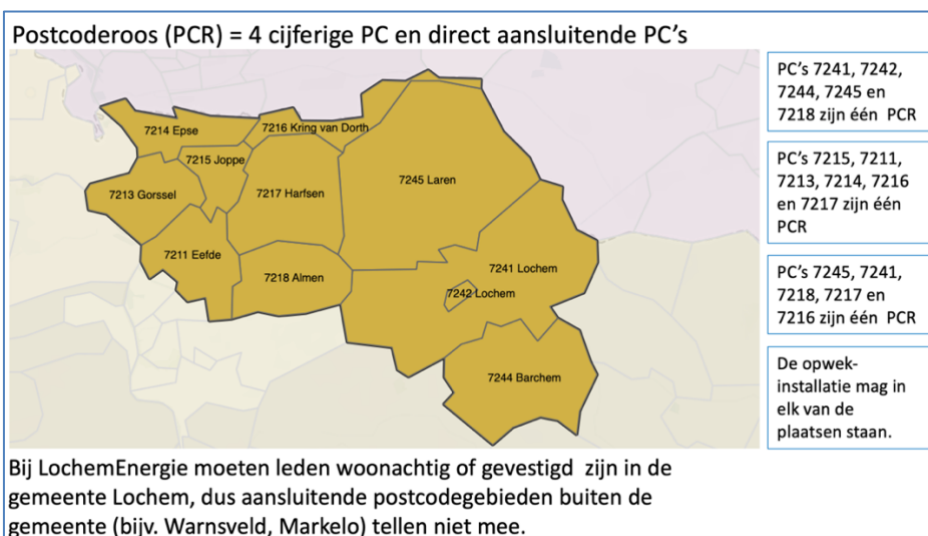 Postcoderoos (PCR) = 4 cijferige PC en direct aansluitende PC's
7214 Epse
7216 Kring van Dorth
7215 Joppe
7213 Gorssel
7217 Harfsen
7245 Laren
7211 Eefde
7218 Almen
7241 Lochem
7242 Lochem
7244 Barchem
PC's 7241, 7242,
7244, 7245 en
7218 zijn één PCR
PC's 7215, 7211,
7213, 7214, 7216
en 7217 zijn één
PCR
PC's 7245, 7241,
7218, 7217 en
7216 zijn één PCR
De opwek-
installatie mag in
elk van de
plaatsen staan.
Bij LochemEnergie moeten leden woonachtig of gevestigd zijn in de
gemeente Lochem, dus aansluitende postcodegebieden buiten de
gemeente (bijv. Warnsveld, Markelo) tellen niet mee.